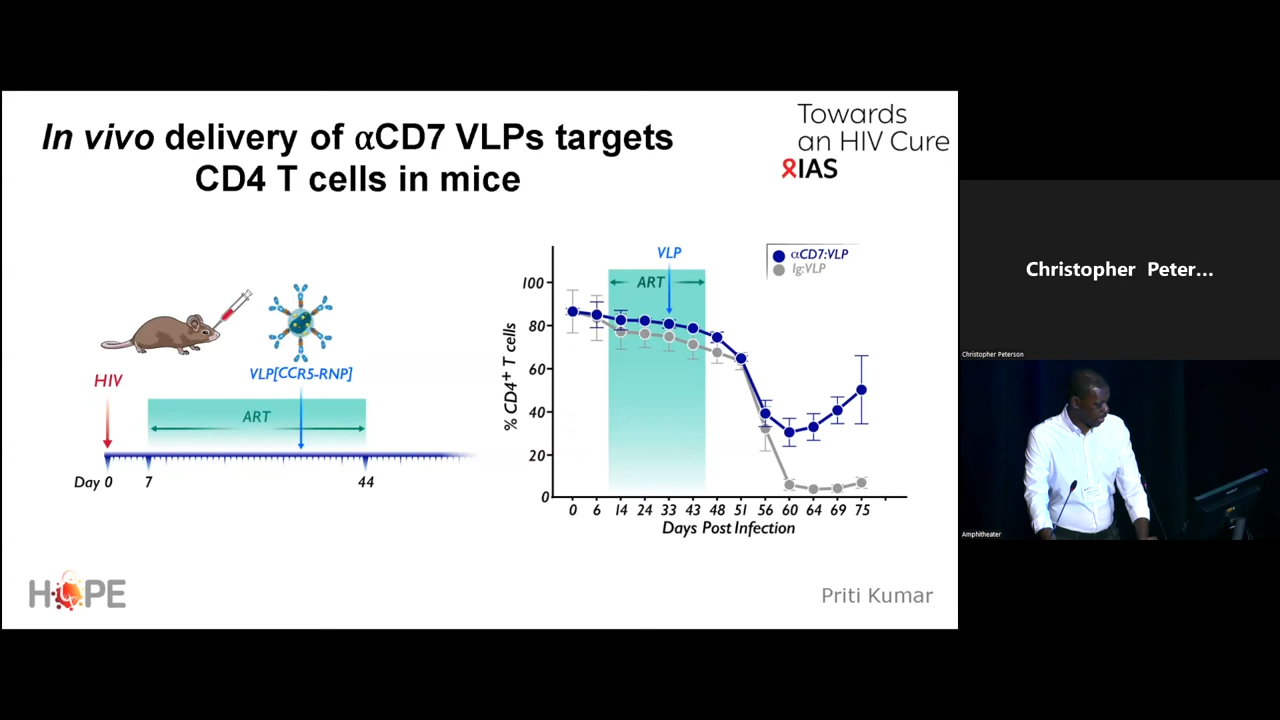 In vivo delivery of αCD7 VLPs targets
CD4 T cells in mice
Towards
an HIV Cure
IAS
HIV
VLP[CCR5-RNP]
ART
Day 0
7
44
VLP
ART
αCD7:VLP
Ig:VLP
% CD4+ T cells
100
80
60
40
20
0
0 6 14 24 33 43 48 51 56 60 64 69 75
Days Post Infection
HOPE
Priti Kumar
Christopher Peter...
Christopher Peterson
Amphitheater